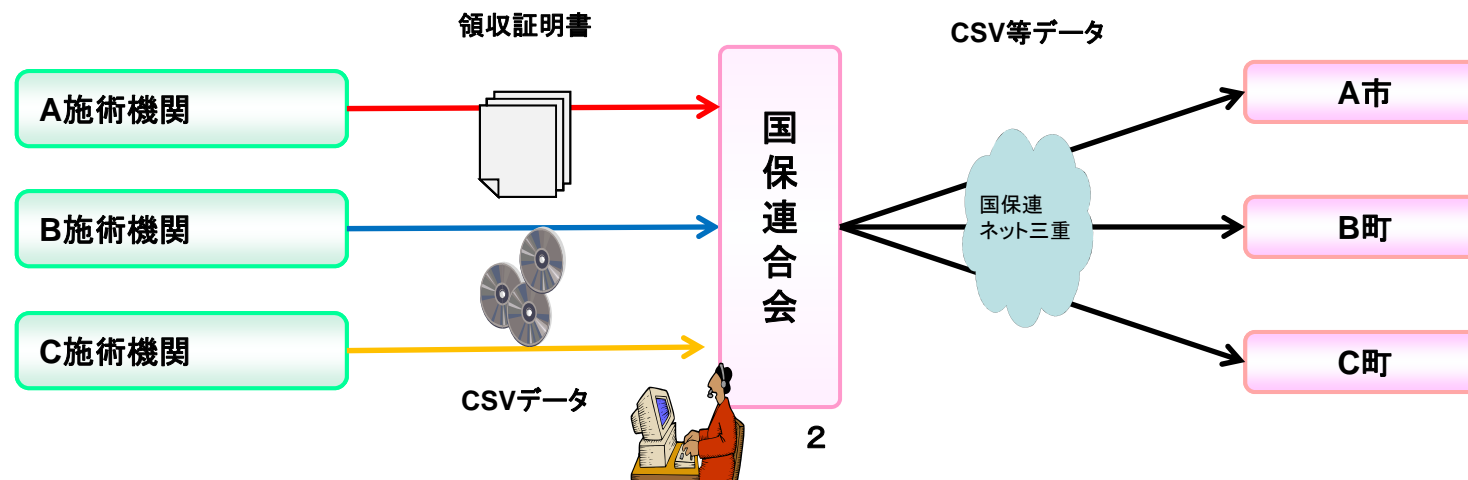 領収証明書
CSV等データ
A施術機関
B施術機関
C施術機関
CSVデータ
国保連合会
国保連
ネット三重
A市
B町
C町
2